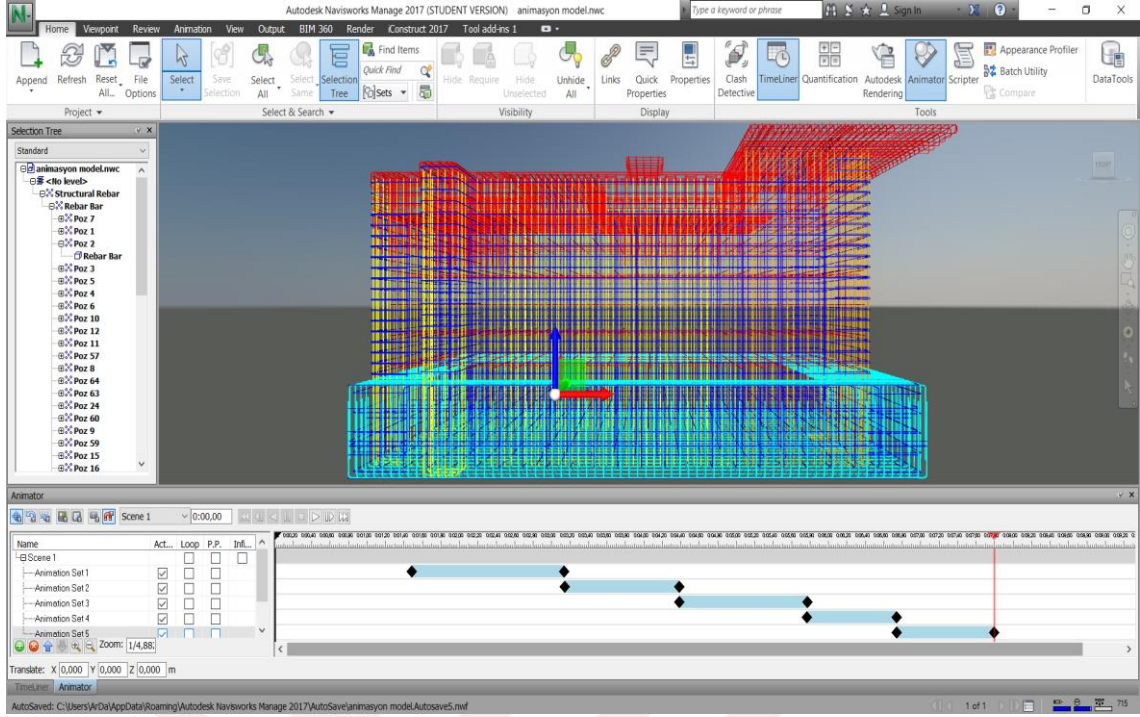 Autodesk Navisworks Manage 2017 (STUDENT VERSION) animasyon model.nwc
Type a keyword or phrase
Sign In
Home Viewpoint Review Animation View Output BIM 360 Render iConstruct 2017 Tool add-ins 1
Append
Refresh
Reset All...
File Options
Select
Save Selection
Select All
Select Same
Selection Tree
Find Items
Quick Find
Sets
Hide
Require
Hide Unselected
Unhide All
Links
Quick Properties
Properties
Clash Detective
TimeLiner
Quantification
Autodesk Rendering
Animator
Scripter
Appearance Profiler
Batch Utility
Compare
DataTools
Project
Select & Search
Visibility
Display
Tools
Selection Tree
Standard
animasyon model.nwc
<No level>
Structural Rebar
Rebar Bar
Poz 7
Poz 1
Poz 2
Rebar Bar
Poz 3
Poz 5
Poz 4
Poz 6
Poz 10
Poz 12
Poz 11
Poz 57
Poz 8
Poz 64
Poz 63
Poz 24
Poz 60
Poz 9
Poz 59
Poz 15
Poz 16
Animator
Scene 1
0:00,00
Name Act... Loop P.P. Infi...
Scene 1
Animation Set 1
Animation Set 2
Animation Set 3
Animation Set 4
Animation Set 5
Zoom: 1/4,88
Translate: X 0,000 Y 0,000 Z 0,000 m
TimeLiner Animator
AutoSaved: C:\Users\ArDa\AppData\Roaming\Autodesk Navisworks Manage 2017\AutoSave\animasyon model.Autosave5.nwf
1 of 1
715